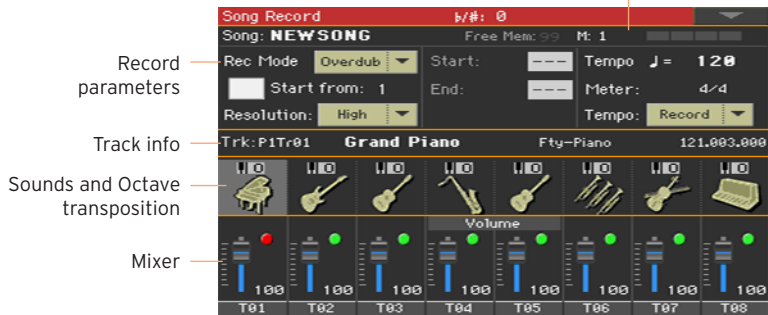 Song Record ♭/#: 0
Song: NEWSONG Free Mem: 99 M: 1
Record parameters
Rec Mode Overdub Start: --- Tempo ♩= 120
Start from: 1 End: --- Meter: 4/4
Resolution: High Tempo: Record
Track info
Trk:P1Tr01 Grand Piano Fty-Piano 121.003.000
Sounds and Octave transposition
Volume
Mixer
100 100 100 100 100 100 100 100
T01 T02 T03 T04 T05 T06 T07 T08